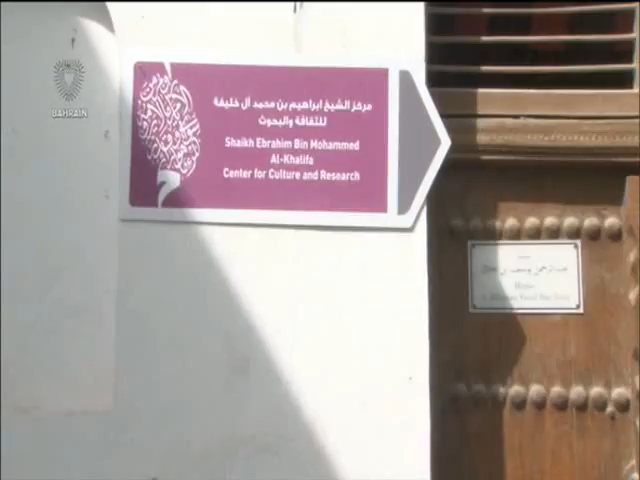 BAHRAIN
مركز الشيخ ابراهيم بن محمد آل خليفة
للثقافة والبحوث
Shaikh Ebrahim Bin Mohammed
Al-Khalifa
Center for Culture and Research